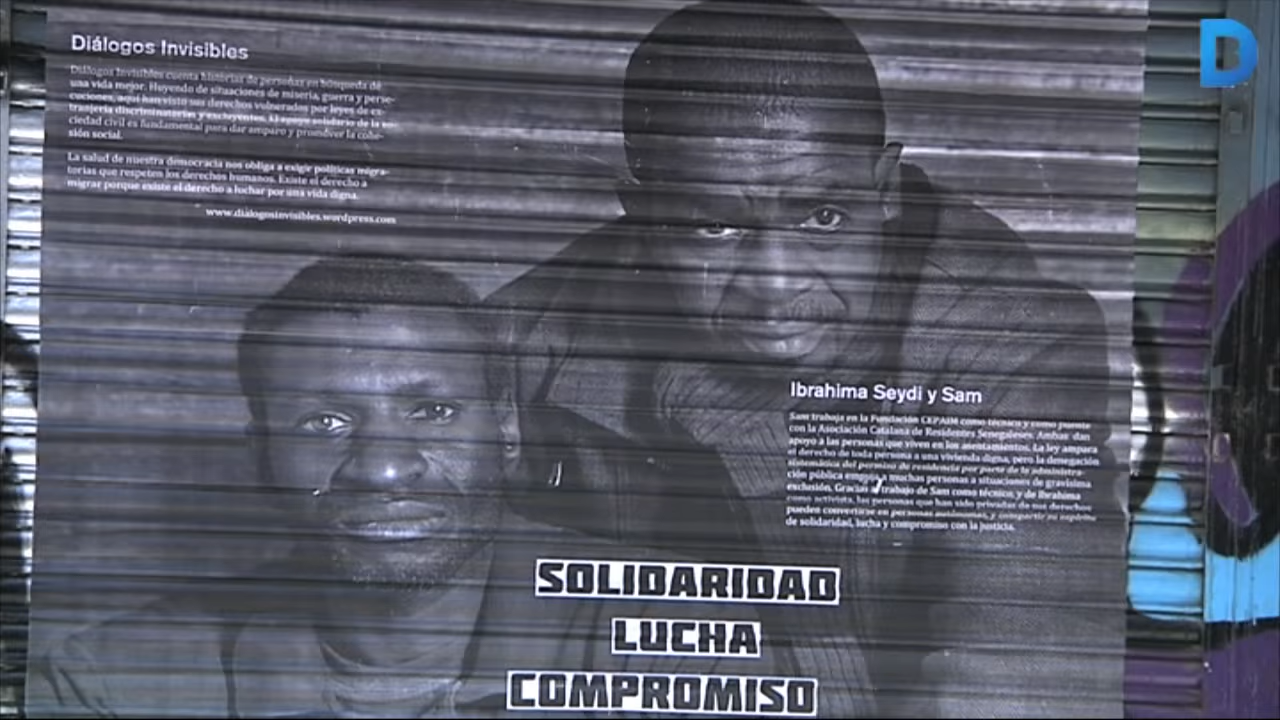 Diálogos Invisibles
Diálogos Invisibles cuenta historias de personas en búsqueda de
una vida mejor. Huyendo de situaciones de miseria, guerra y perse-
cuciones, aquí han visto sus derechos vulnerados por leyes de ex-
tranjería discriminatorias y excluyentes. El apoyo solidario de la so-
ciedad civil es fundamental para dar amparo y promover la cohe-
sión social.
La salud de nuestra democracia nos obliga a exigir políticas migra-
torias que respeten los derechos humanos. Existe el derecho a
migrar porque existe el derecho a luchar por una vida digna.
www.dialogosinvisibles.wordpress.com
Ibrahima Seydi y Sam
Sam trabaja en la Fundación CEPAIM como técnico y como puente
con la Asociación Catalana de Residentes Senegaleses. Ambas dan
apoyo a las personas que viven en los asentamientos. La ley ampara
el derecho de toda persona a una vivienda digna, pero la denegación
sistemática del permiso de residencia por parte de la administra-
ción pública empuja a muchas personas a situaciones de gravísima
exclusión. Gracias al trabajo de Sam como técnico, y de Ibrahima
como activista, las personas que han sido privadas de sus derechos
pueden convertirse en personas autónomas, y compartir su espíritu
de solidaridad, lucha y compromiso con la justicia.
SOLIDARIDAD
LUCHA
COMPROMISO
D